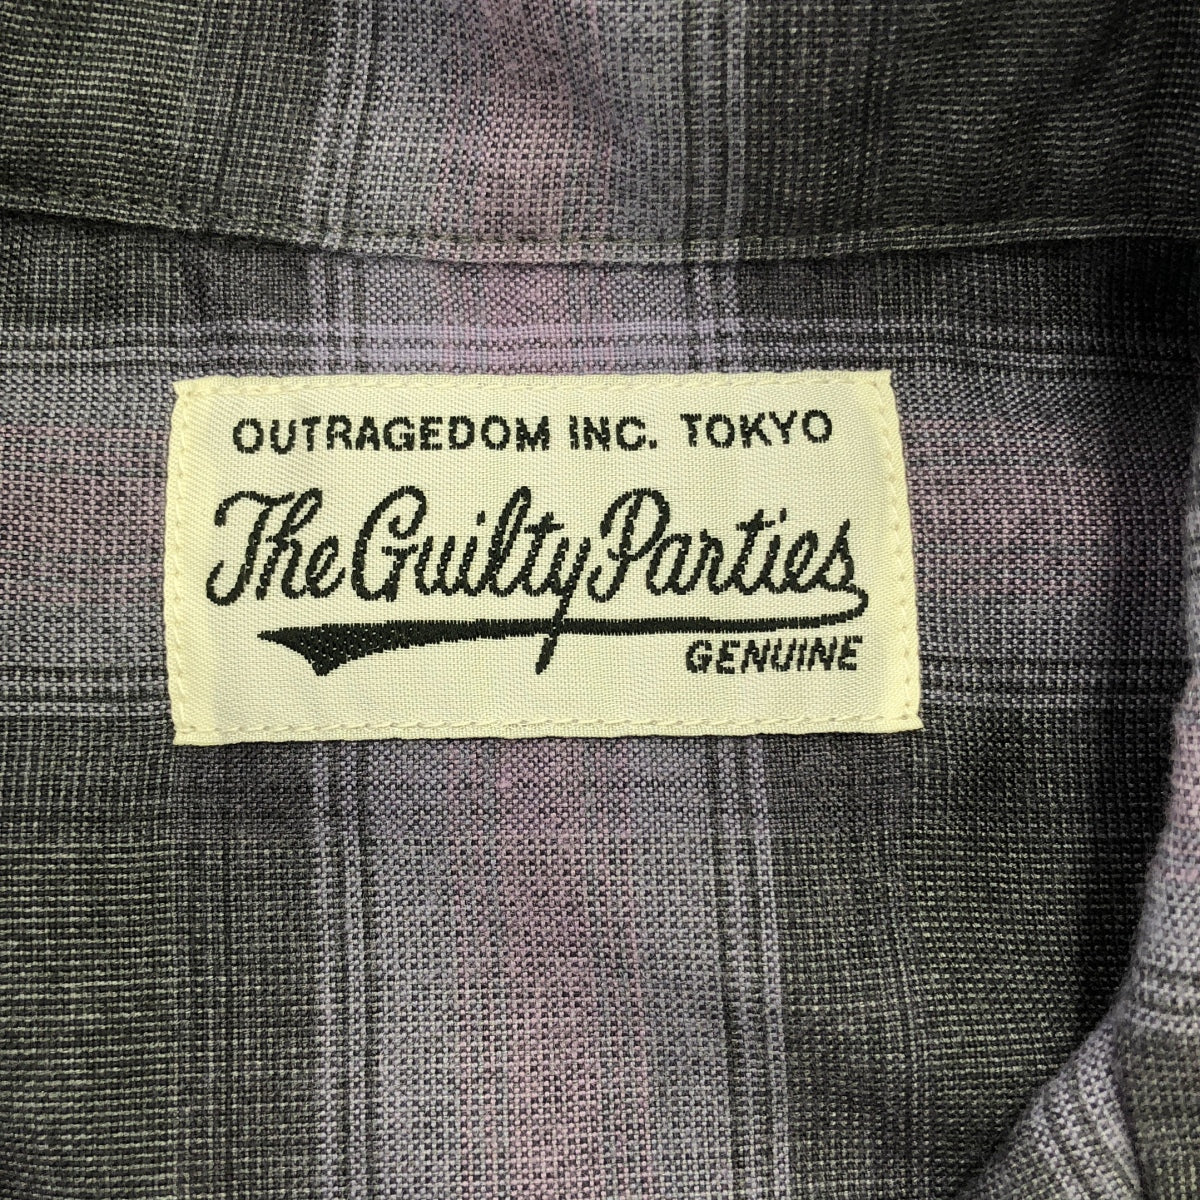 OUTRAGEDOM INC. TOKYO
The Guilty Parties
GENUINE